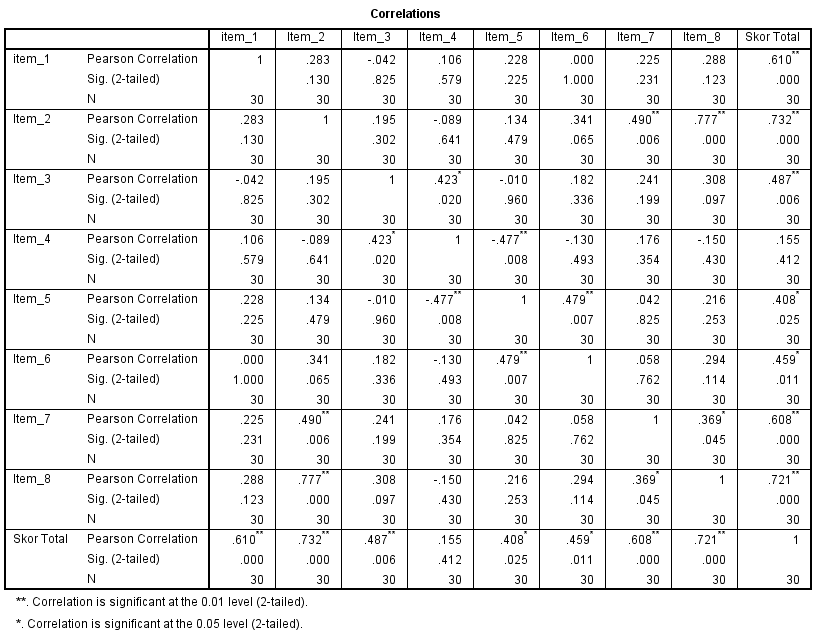 Correlations
item_1 Item_2 Item_3 Item_4 Item_5 Item_6 Item_7 Item_8 Skor Total
item_1 Pearson Correlation 1 .283 -.042 .106 .228 .000 .225 .288 .610**
Sig. (2-tailed) .130 .825 .579 .225 1.000 .231 .123 .000
N 30 30 30 30 30 30 30 30 30
Item_2 Pearson Correlation .283 1 .195 -.089 .134 .341 .490** .777** .732**
Sig. (2-tailed) .130 .302 .641 .479 .065 .006 .000 .000
N 30 30 30 30 30 30 30 30 30
Item_3 Pearson Correlation -.042 .195 1 .423* -.010 .182 .241 .308 .487**
Sig. (2-tailed) .825 .302 .020 .960 .336 .199 .097 .006
N 30 30 30 30 30 30 30 30 30
Item_4 Pearson Correlation .106 -.089 .423* 1 -.477** -.130 .176 -.150 .155
Sig. (2-tailed) .579 .641 .020 .008 .493 .354 .430 .412
N 30 30 30 30 30 30 30 30 30
Item_5 Pearson Correlation .228 .134 -.010 -.477** 1 .479** .042 .216 .408*
Sig. (2-tailed) .225 .479 .960 .008 .007 .825 .253 .025
N 30 30 30 30 30 30 30 30 30
Item_6 Pearson Correlation .000 .341 .182 -.130 .479** 1 .058 .294 .459*
Sig. (2-tailed) 1.000 .065 .336 .493 .007 .762 .114 .011
N 30 30 30 30 30 30 30 30 30
Item_7 Pearson Correlation .225 .490** .241 .176 .042 .058 1 .369* .608**
Sig. (2-tailed) .231 .006 .199 .354 .825 .762 .045 .000
N 30 30 30 30 30 30 30 30 30
Item_8 Pearson Correlation .288 .777** .308 -.150 .216 .294 .369* 1 .721**
Sig. (2-tailed) .123 .000 .097 .430 .253 .114 .045 .000
N 30 30 30 30 30 30 30 30 30
Skor Total Pearson Correlation .610** .732** .487** .155 .408* .459* .608** .721** 1
Sig. (2-tailed) .000 .000 .006 .412 .025 .011 .000 .000
N 30 30 30 30 30 30 30 30 30
**. Correlation is significant at the 0.01 level (2-tailed).
*. Correlation is significant at the 0.05 level (2-tailed).